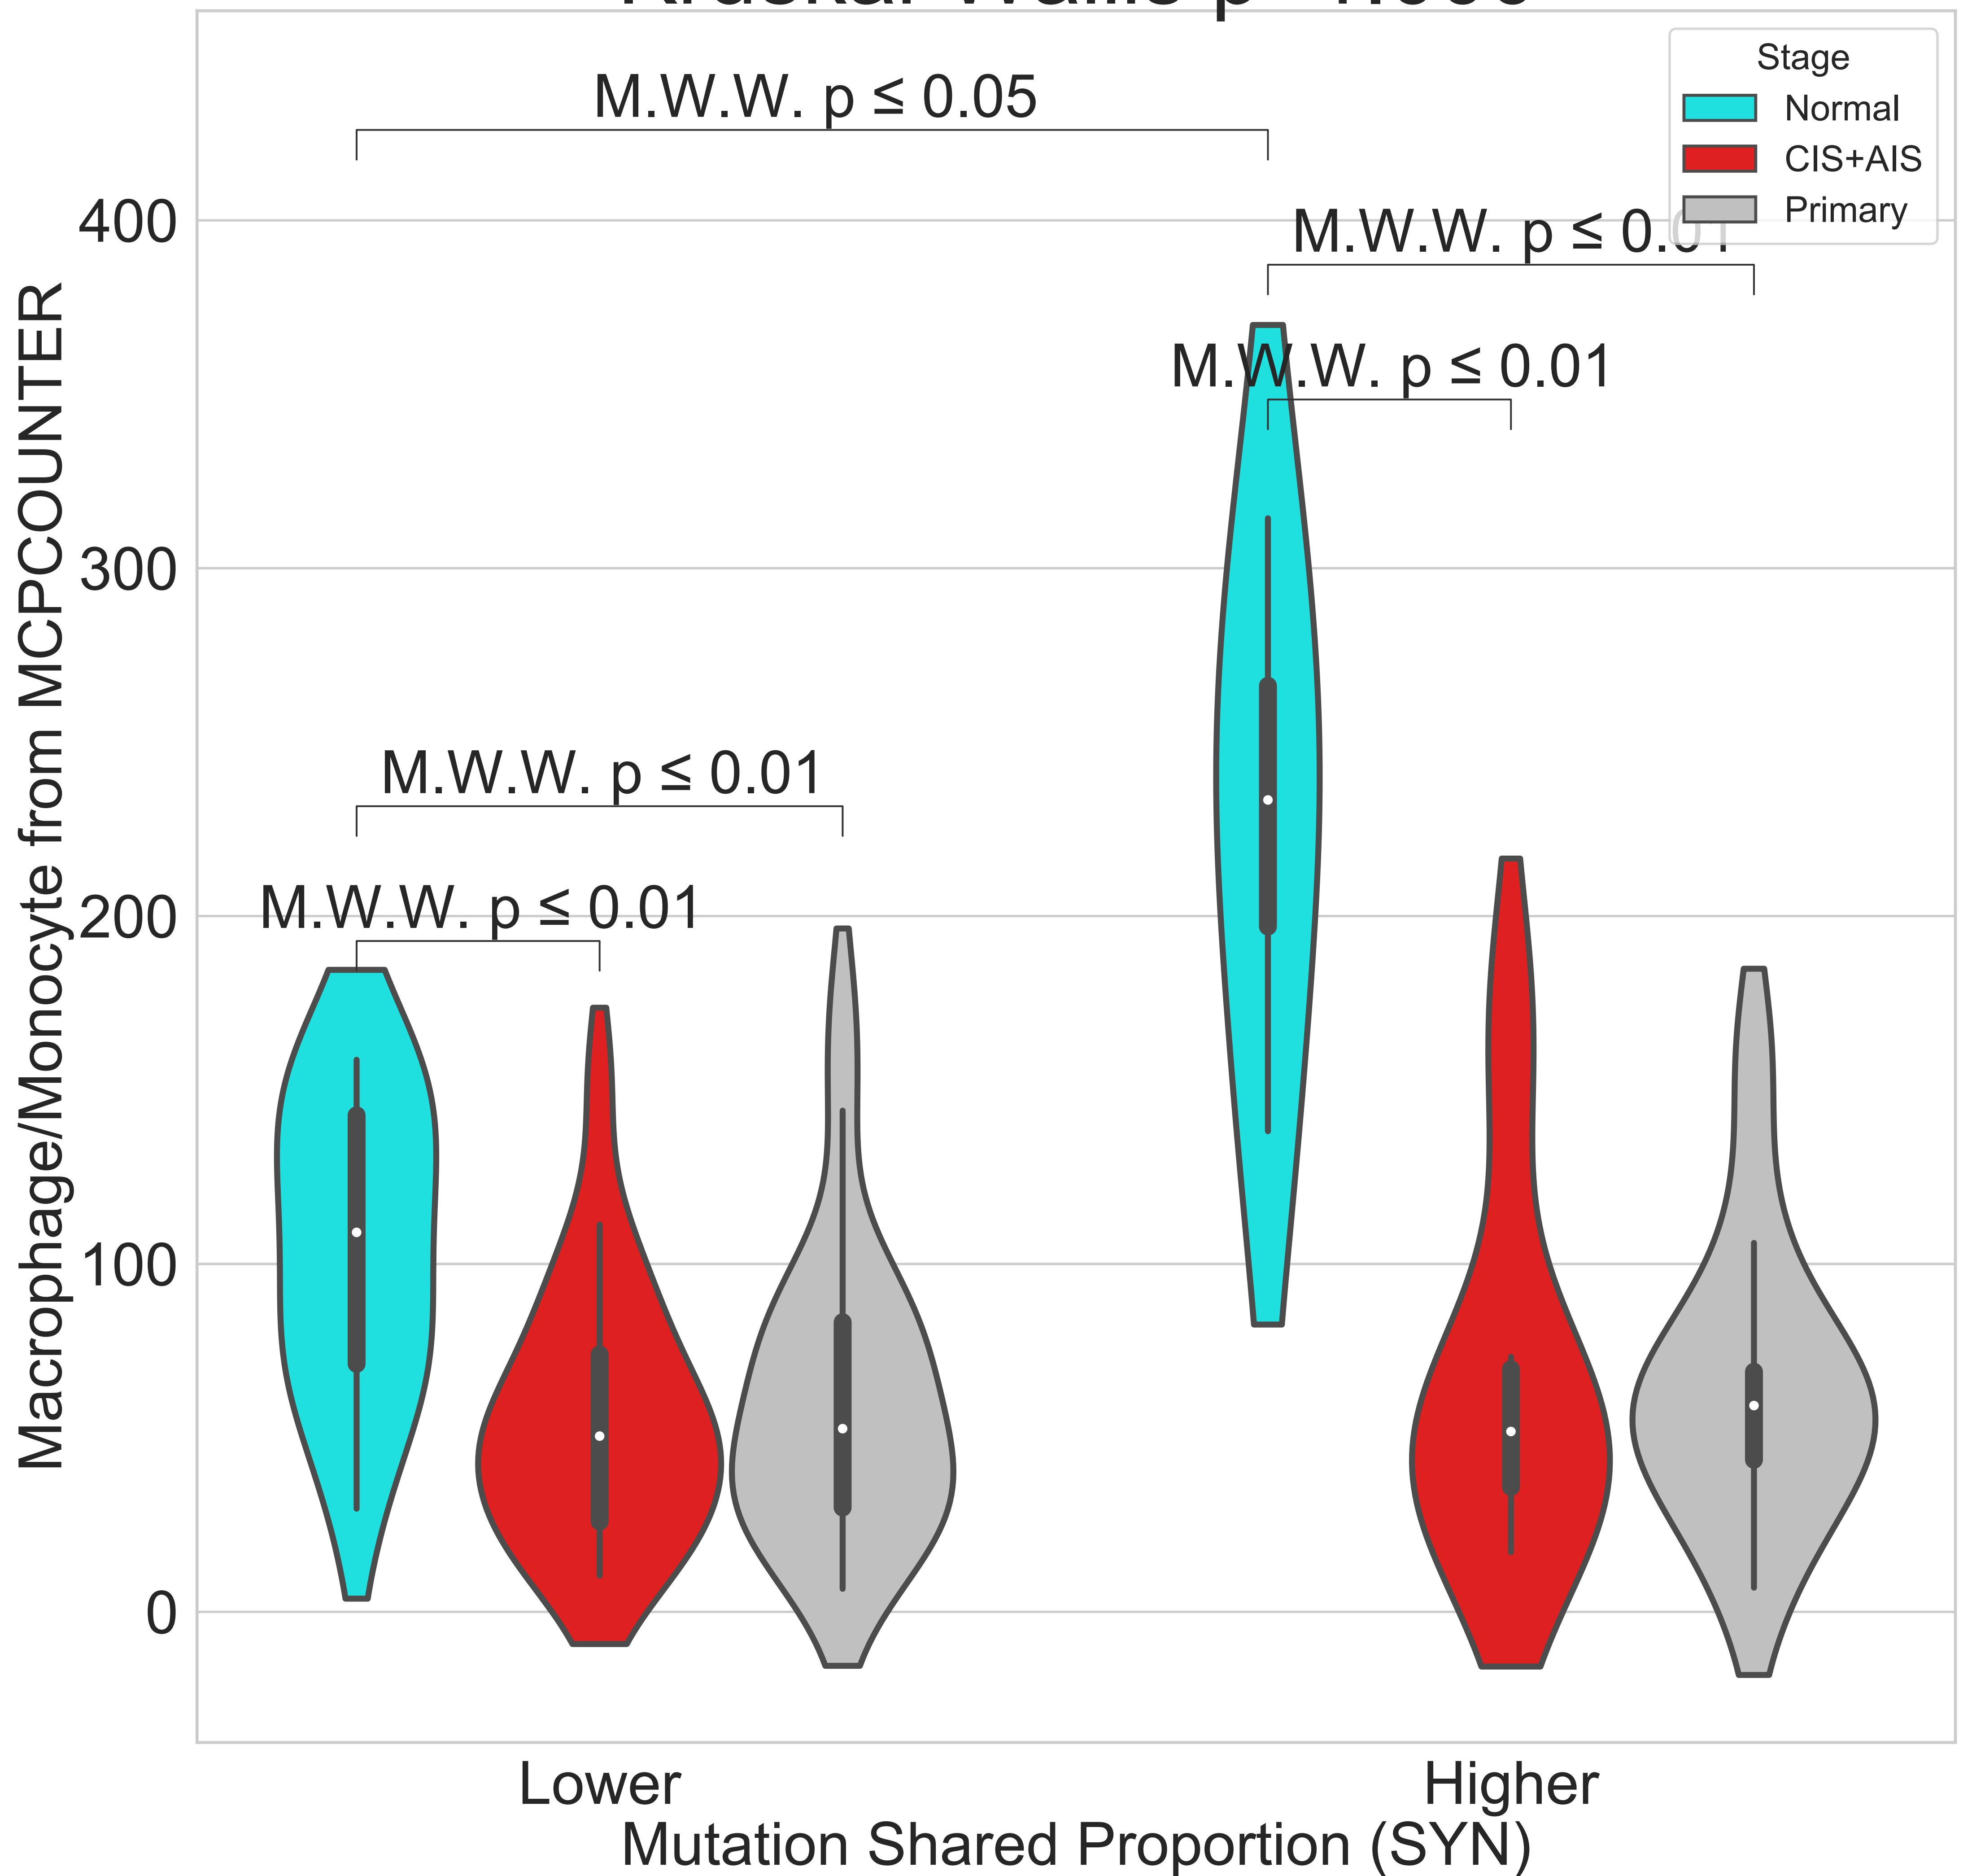 M.W.W. p ≤ 0.05
Stage
Normal
CIS+AIS
Primary
M.W.W. p ≤ 0.01
M.W.W. p ≤ 0.01
M.W.W. p ≤ 0.01
M.W.W. p ≤ 0.01
400
300
200
100
0
Macrophage/Monocyte from MCPCOUNTER
Lower
Higher
Mutation Shared Proportion (SYN)